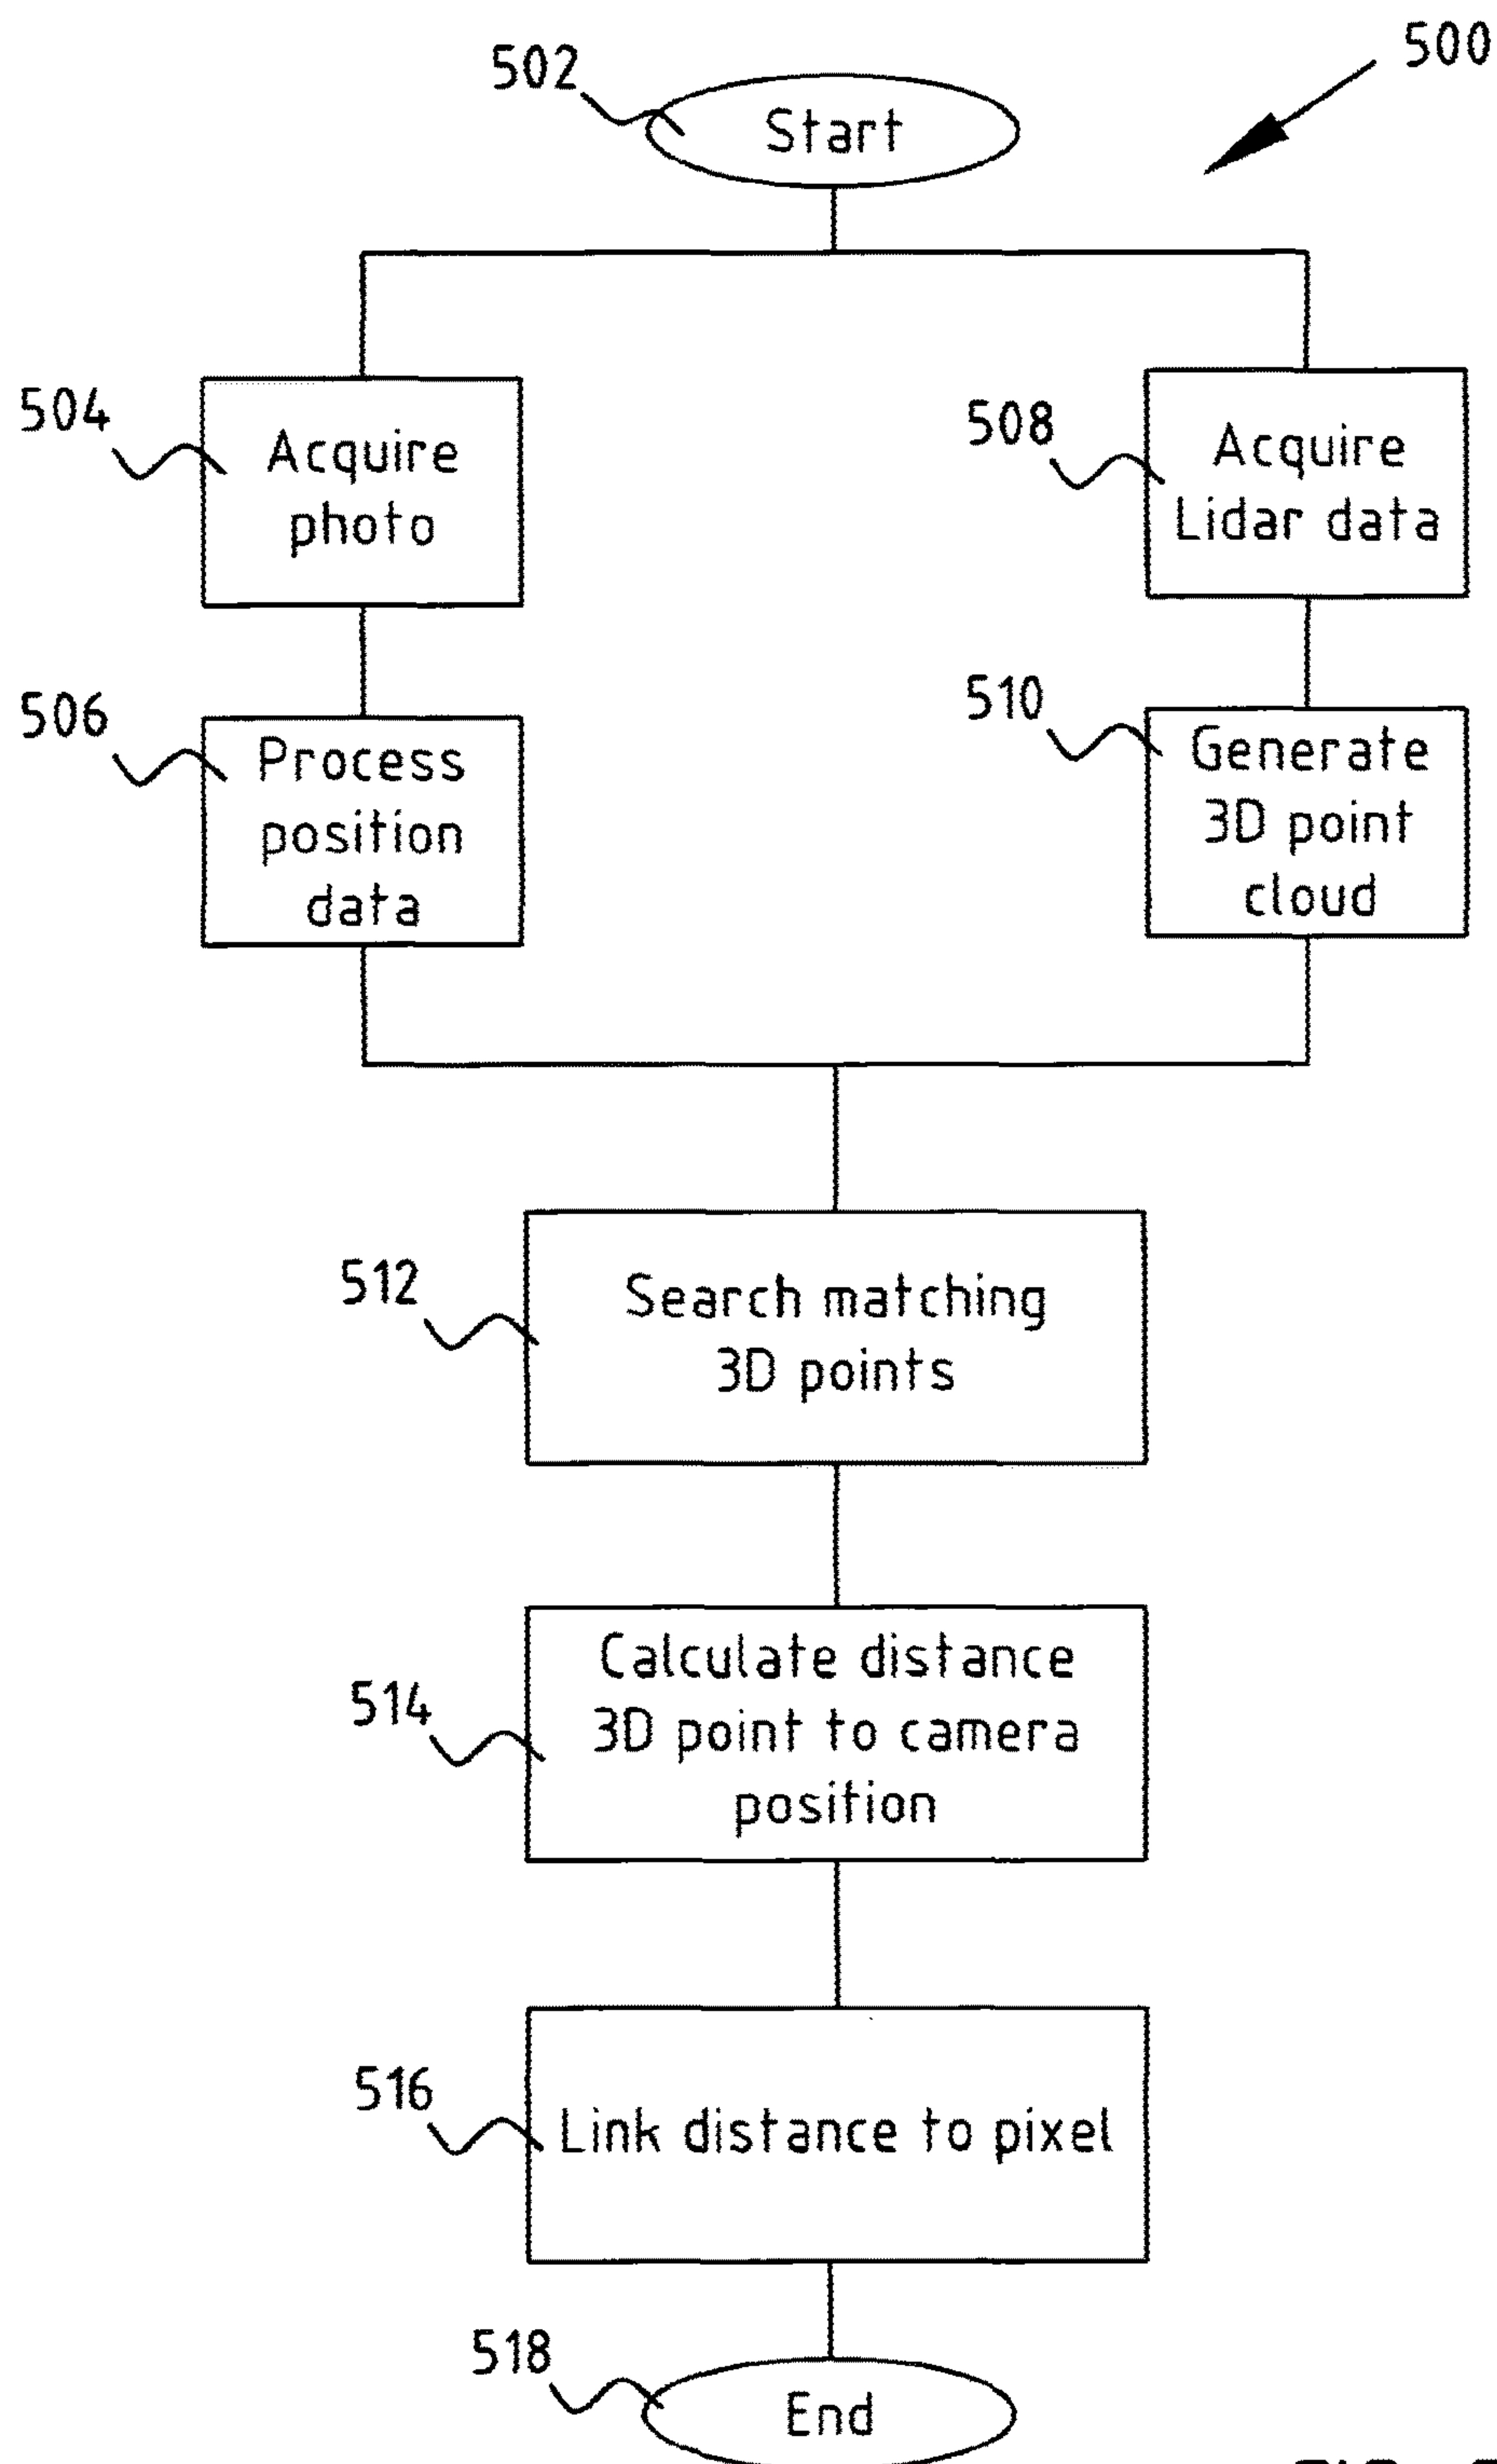 500
502
Start
504
Acquire
photo
508
Acquire
Lidar data
506
Process
position
data
510
Generate
3D point
cloud
512
Search matching
3D points
514
Calculate distance
3D point to camera
position
516
Link distance to pixel
518
End